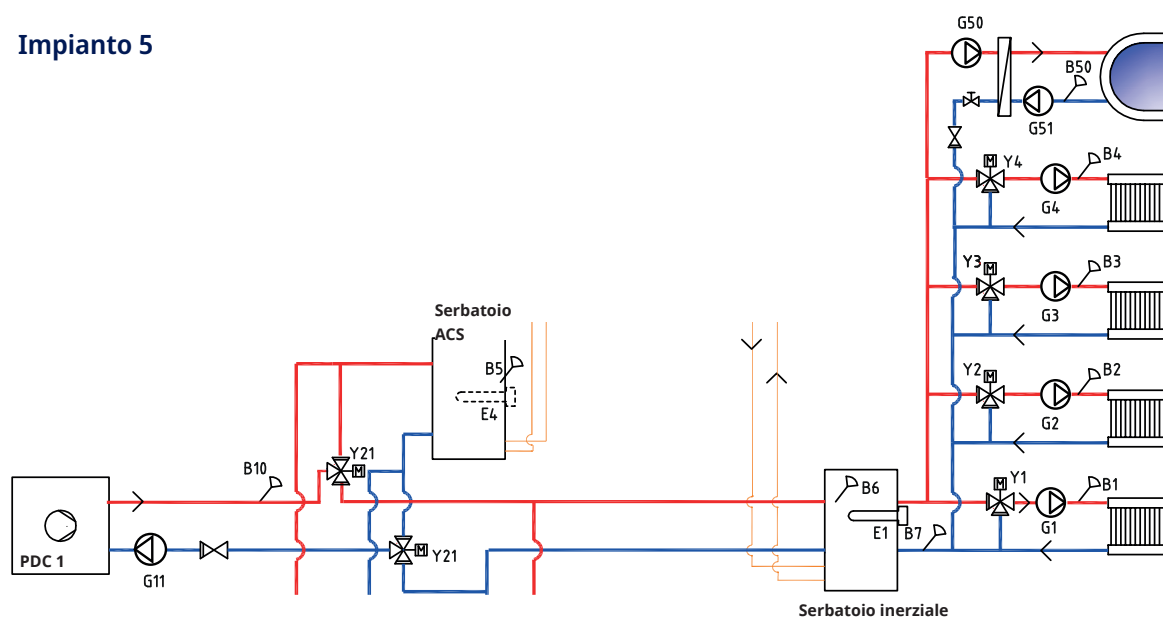 Impianto 5
G50
B50
G51
B4
Y4
G4
Y3
B3
G3
Serbatoio
ACS
B5
E4
Y2
B2
G2
Y21
B10
B6
Y1
B1
E1
B7
G1
PDC 1
G11
Y21
Serbatoio inerziale
M
M
M
M
M
M